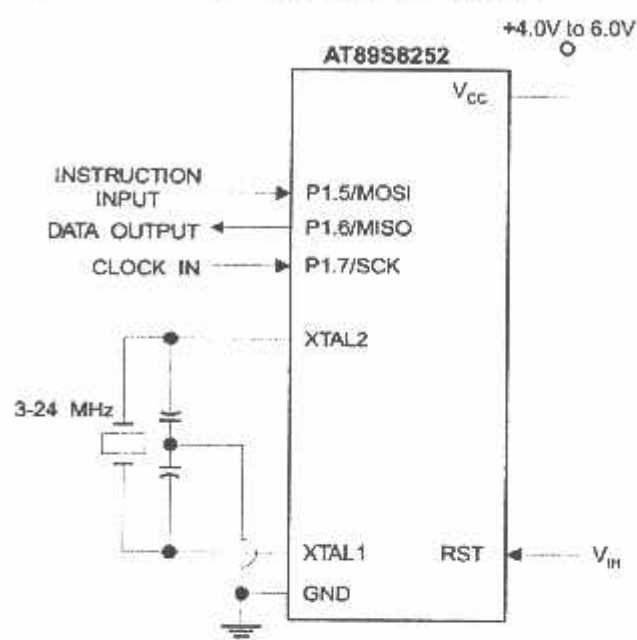 +4.0V to 6.0V
AT89S8252
VCC
INSTRUCTION
INPUT
P1.5/MOSI
DATA OUTPUT
P1.6/MISO
CLOCK IN
P1.7/SCK
XTAL2
3-24 MHz
XTAL1
RST
VIH
GND